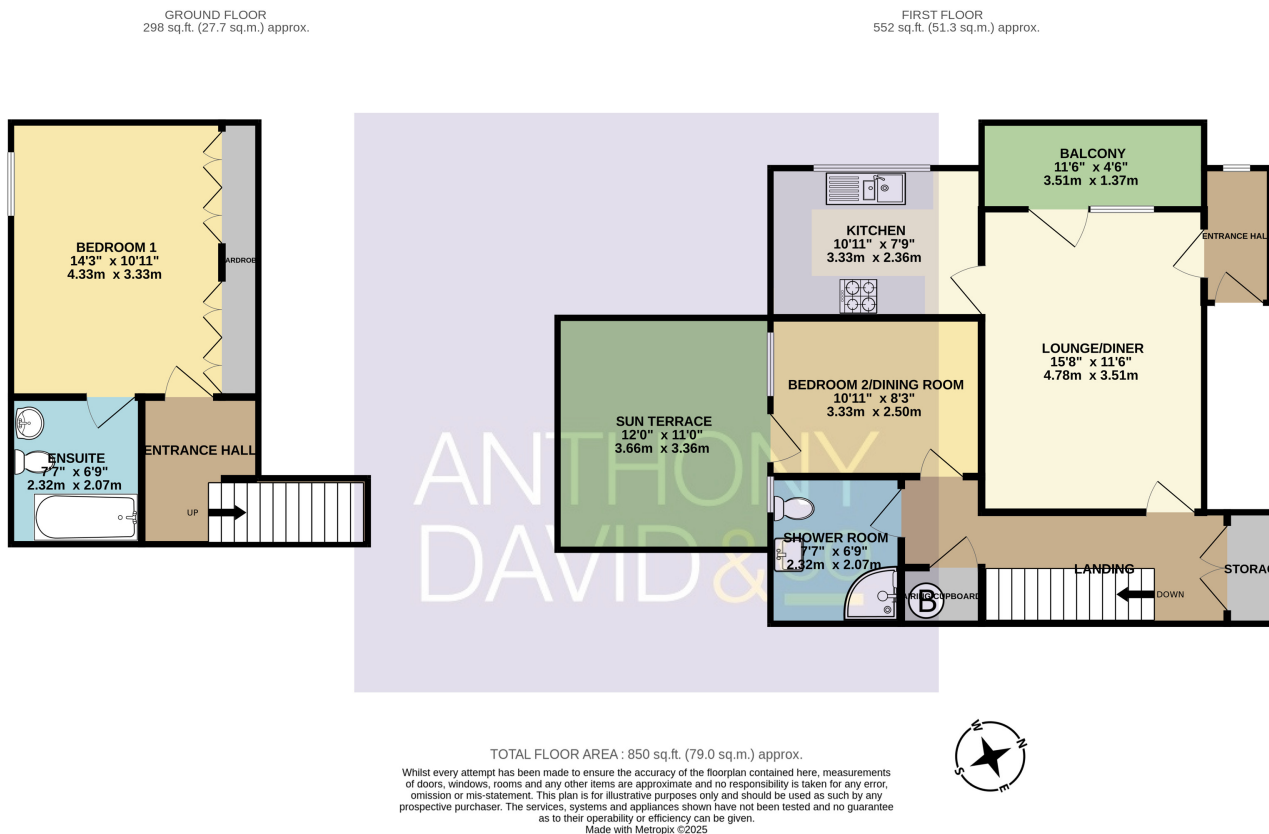 GROUND FLOOR
298 sq.ft. (27.7 sq.m.) approx.
FIRST FLOOR
552 sq.ft. (51.3 sq.m.) approx.
BEDROOM 1
14'3" x 10'11"
4.33m x 3.33m
ARDROB
ENSUITE
7'7" x 6'9"
2.32m x 2.07m
ENTRANCE HALL
UP
BALCONY
11'6" x 4'6"
3.51m x 1.37m
KITCHEN
10'11" x 7'9"
3.33m x 2.36m
ENTRANCE HAL
LOUNGE/DINER
15'8" x 11'6"
4.78m x 3.51m
BEDROOM 2/DINING ROOM
10'11" x 8'3"
3.33m x 2.50m
SUN TERRACE
12'0" x 11'0"
3.66m x 3.36m
ANTHONY
DAVID & CO
SHOWER ROOM
7'7" x 6'9"
2.32m x 2.07m
AIRING CUPBOARD
B
LANDING
DOWN
STORAG
W
N
S
E
TOTAL FLOOR AREA : 850 sq.ft. (79.0 sq.m.) approx.
Whilst every attempt has been made to ensure the accuracy of the floorplan contained here, measurements
of doors, windows, rooms and any other items are approximate and no responsibility is taken for any error,
omission or mis-statement. This plan is for illustrative purposes only and should be used as such by any
prospective purchaser. The services, systems and appliances shown have not been tested and no guarantee
as to their operability or efficiency can be given.
Made with Metropix ©2025